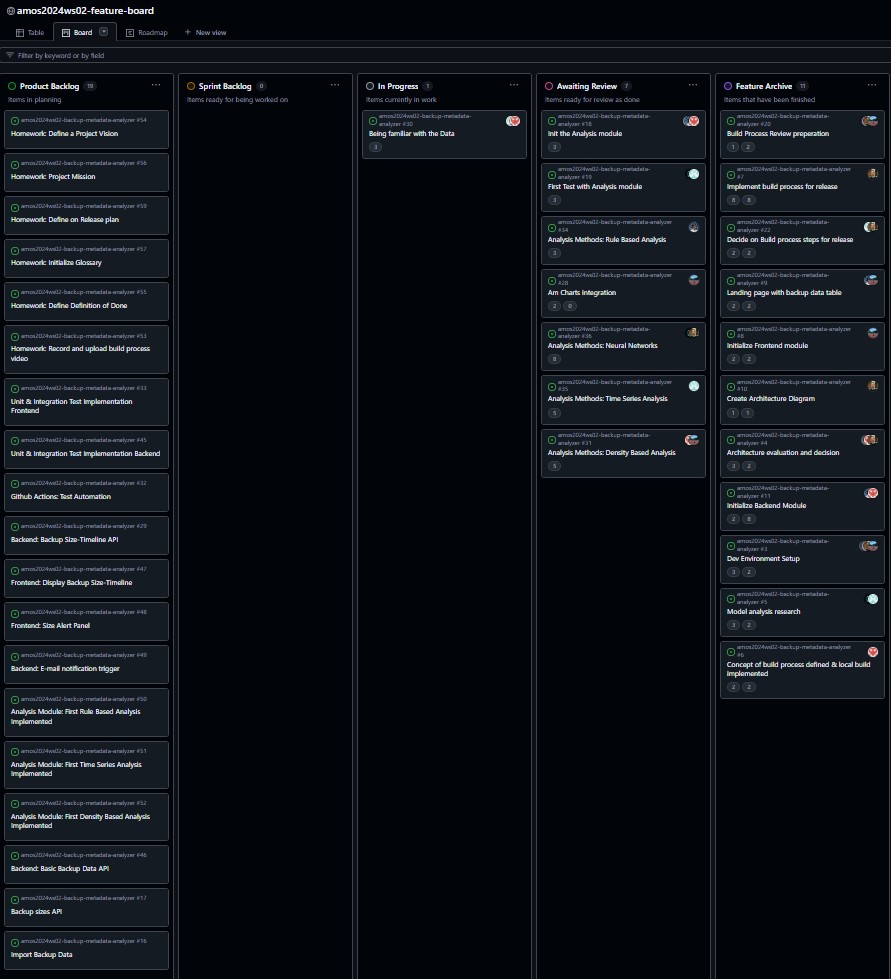 amos2024ws02-feature-board
Table
Board
Roadmap
+ New view
Filter by keyword or by field
Product Backlog 19 ...
Items in planning
amos2024ws02-backup-metadata-analyzer #54
Homework: Define a Project Vision
amos2024ws02-backup-metadata-analyzer #56
Homework: Project Mission
amos2024ws02-backup-metadata-analyzer #59
Homework: Define on Release plan
amos2024ws02-backup-metadata-analyzer #57
Homework: Initialize Glossary
amos2024ws02-backup-metadata-analyzer #55
Homework: Define Definition of Done
amos2024ws02-backup-metadata-analyzer #53
Homework: Record and upload build process
video
amos2024ws02-backup-metadata-analyzer #33
Unit & Integration Test Implementation
Frontend
amos2024ws02-backup-metadata-analyzer #45
Unit & Integration Test Implementation Backend
amos2024ws02-backup-metadata-analyzer #32
Github Actions: Test Automation
amos2024ws02-backup-metadata-analyzer #29
Backend: Backup Size-Timeline API
amos2024ws02-backup-metadata-analyzer #47
Frontend: Display Backup Size-Timeline
amos2024ws02-backup-metadata-analyzer #48
Frontend: Size Alert Panel
amos2024ws02-backup-metadata-analyzer #49
Backend: E-mail notification trigger
amos2024ws02-backup-metadata-analyzer #50
Analysis Module: First Rule Based Analysis
Implemented
amos2024ws02-backup-metadata-analyzer #51
Analysis Module: First Time Series Analysis
Implemented
amos2024ws02-backup-metadata-analyzer #52
Analysis Module: First Density Based Analysis
Implemented
amos2024ws02-backup-metadata-analyzer #46
Backend: Basic Backup Data API
amos2024ws02-backup-metadata-analyzer #17
Backup sizes API
amos2024ws02-backup-metadata-analyzer #16
Import Backup Data
Sprint Backlog 0 ...
Items ready for being worked on
In Progress 1 ...
Items currently in work
amos2024ws02-backup-metadata-
analyzer #30
Being familiar with the Data
3
Awaiting Review 7 ...
Items ready for review as done
amos2024ws02-backup-metadata-
analyzer #18
Init the Analysis module
3
amos2024ws02-backup-metadata-analyzer
#19
First Test with Analysis module
3
amos2024ws02-backup-metadata-analyzer
#34
Analysis Methods: Rule Based Analysis
3
amos2024ws02-backup-metadata-analyzer
#28
Am Charts integration
2 0
amos2024ws02-backup-metadata-
analyzer #36
Analysis Methods: Neural Networks
8
amos2024ws02-backup-metadata-analyzer
#35
Analysis Methods: Time Series Analysis
5
amos2024ws02-backup-metadata-
analyzer #31
Analysis Methods: Density Based Analysis
5
Feature Archive 11 ...
Items that have been finished
amos2024ws02-backup-metadata-
analyzer #20
Build Process Review preperation
1 2
amos2024ws02-backup-metadata-analyzer
#7
Implement build process for release
8 8
amos2024ws02-backup-metadata-
analyzer #22
Decide on Build process steps for release
2 2
amos2024ws02-backup-metadata-
analyzer #9
Landing page with backup data table
2 2
amos2024ws02-backup-metadata-analyzer
#8
Initialize Frontend module
2 2
amos2024ws02-backup-metadata-analyzer
#10
Create Architecture Diagram
1 1
amos2024ws02-backup-metadata-
analyzer #4
Architecture evaluation and decision
3 2
amos2024ws02-backup-metadata-
analyzer #11
Initialize Backend Module
2 8
amos2024ws02-backup-metadata-
analyzer #3
Dev Environment Setup
3 2
amos2024ws02-backup-metadata-
analyzer #5
Model analysis research
3 2
amos2024ws02-backup-metadata-analyzer
#6
Concept of build process defined & local build
implemented
2 2